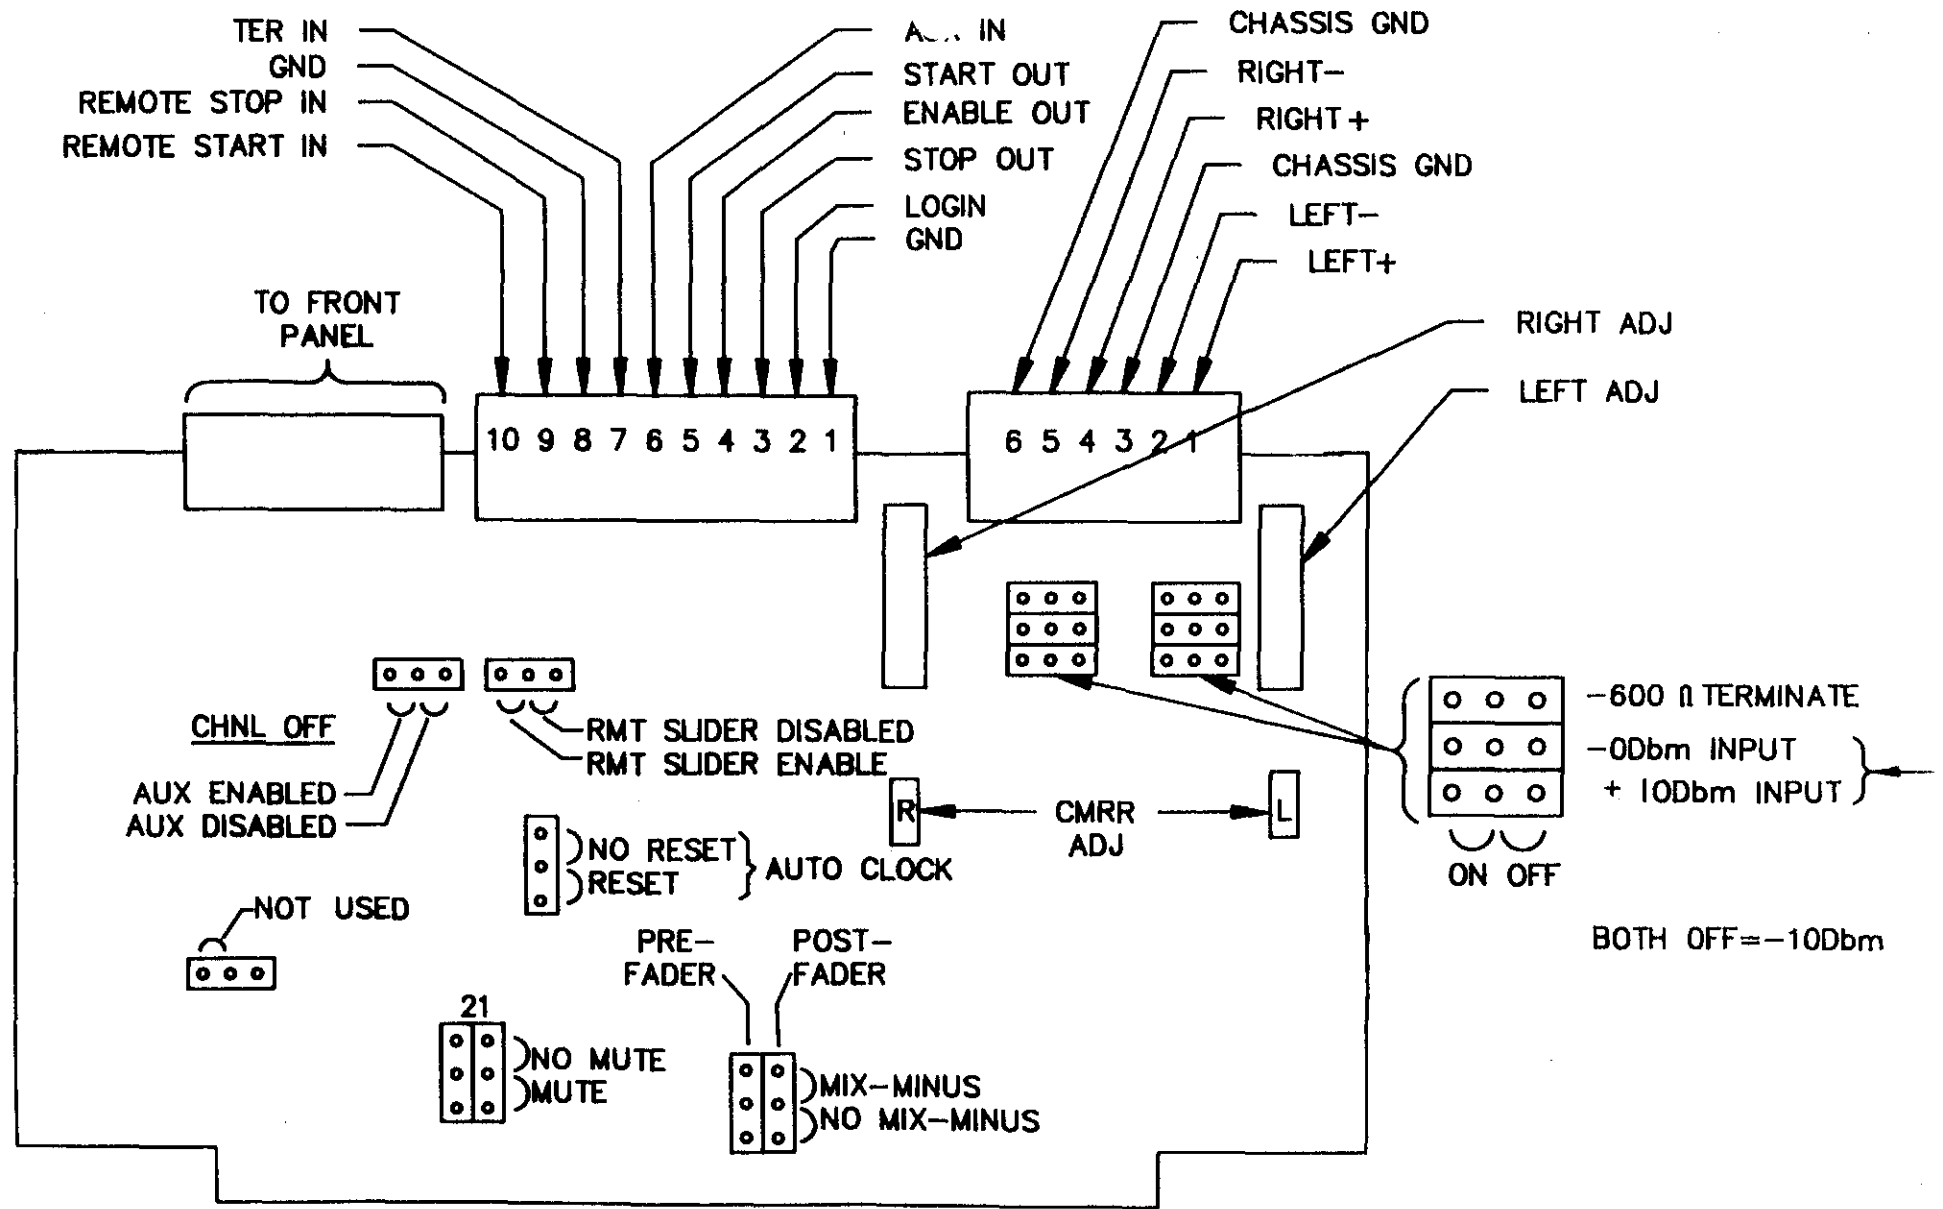 TER IN
GND
REMOTE STOP IN
REMOTE START IN
IN
START OUT
ENABLE OUT
STOP OUT
LOGIN
GND
CHASSIS GND
RIGHT-
RIGHT+
CHASSIS GND
LEFT-
LEFT+
TO FRONT
PANEL
RIGHT ADJ
LEFT ADJ
10 9 8 7 6 5 4 3 2 1
6 5 4 3 2 1
CHNL OFF
AUX ENABLED
AUX DISABLED
RMT SLIDER DISABLED
RMT SLIDER ENABLE
NO RESET
RESET
AUTO CLOCK
R
CMRR
ADJ
L
-600 Ω TERMINATE
-0Dbm INPUT
+ 10Dbm INPUT
ON OFF
BOTH OFF=-10Dbm
NOT USED
PRE-
FADER
POST-
FADER
21
NO MUTE
MUTE
MIX-MINUS
NO MIX-MINUS